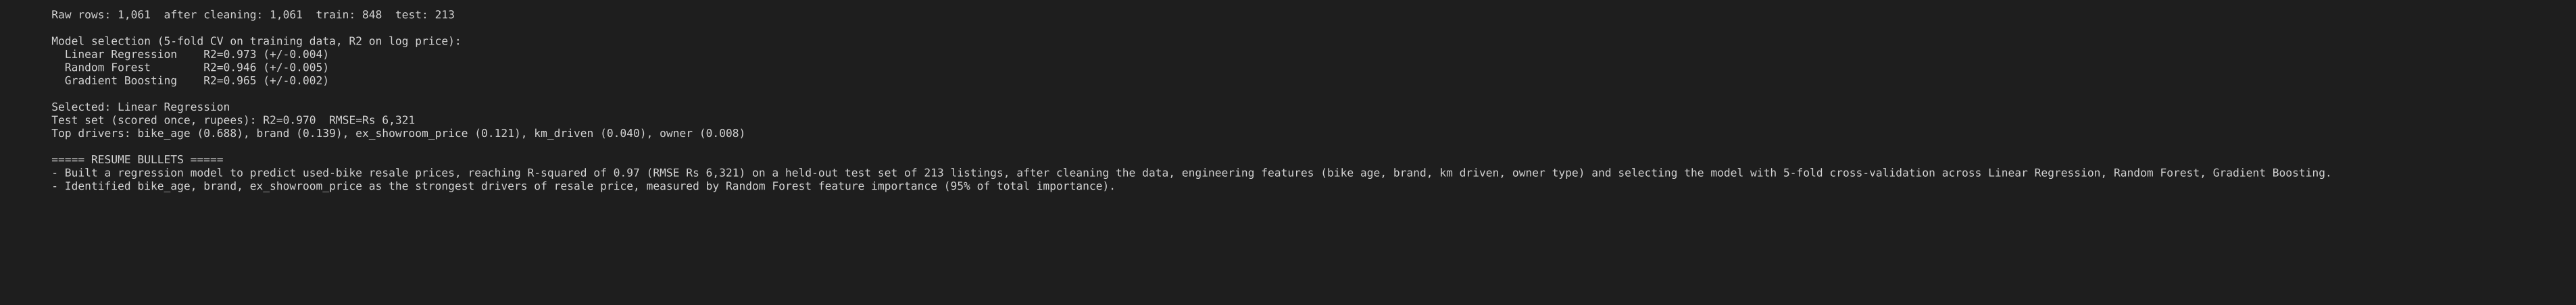 Raw rows: 1,061  after cleaning: 1,061  train: 848  test: 213
Model selection (5-fold CV on training data, R2 on log price):
  Linear Regression    R2=0.973 (+/-0.004)
  Random Forest        R2=0.946 (+/-0.005)
  Gradient Boosting    R2=0.965 (+/-0.002)
Selected: Linear Regression
Test set (scored once, rupees): R2=0.970  RMSE=Rs 6,321
Top drivers: bike_age (0.688), brand (0.139), ex_showroom_price (0.121), km_driven (0.040), owner (0.008)
===== RESUME BULLETS =====
- Built a regression model to predict used-bike resale prices, reaching R-squared of 0.97 (RMSE Rs 6,321) on a held-out test set of 213 listings, after cleaning the data, engineering features (bike age, brand, km driven, owner type) and selecting the model with 5-fold cross-validation across Linear Regression, Random Forest, Gradient Boosting.
- Identified bike_age, brand, ex_showroom_price as the strongest drivers of resale price, measured by Random Forest feature importance (95% of total importance).